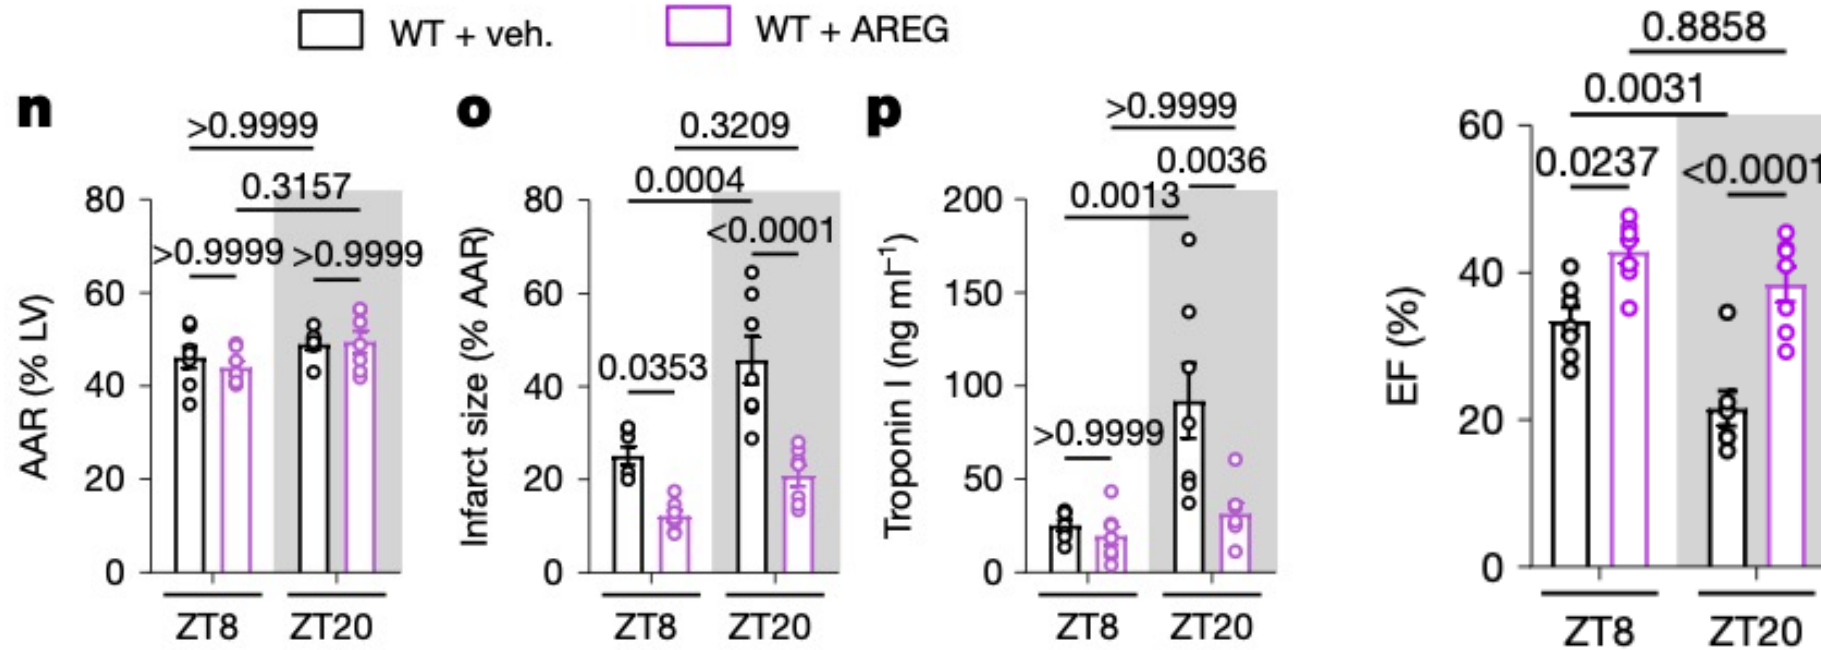 WT + veh.
WT + AREG
n
>0.9999
0.3157
>0.9999
>0.9999
AAR (% LV)
80
60
40
20
0
ZT8
ZT20
o
0.3209
0.0004
<0.0001
0.0353
Infarct size (% AAR)
80
60
40
20
0
ZT8
ZT20
p
>0.9999
0.0036
0.0013
>0.9999
Troponin I (ng ml⁻¹)
200
150
100
50
0
ZT8
ZT20
0.8858
0.0031
0.0237
<0.0001
EF (%)
60
40
20
0
ZT8
ZT20